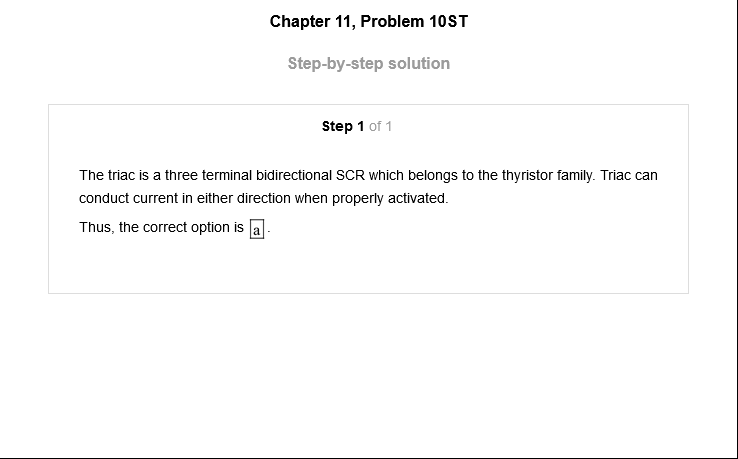 Chapter 11, Problem 10ST
Step-by-step solution
Step 1 of 1
The triac is a three terminal bidirectional SCR which belongs to the thyristor family. Triac can
conduct current in either direction when properly activated.
Thus, the correct option is a.